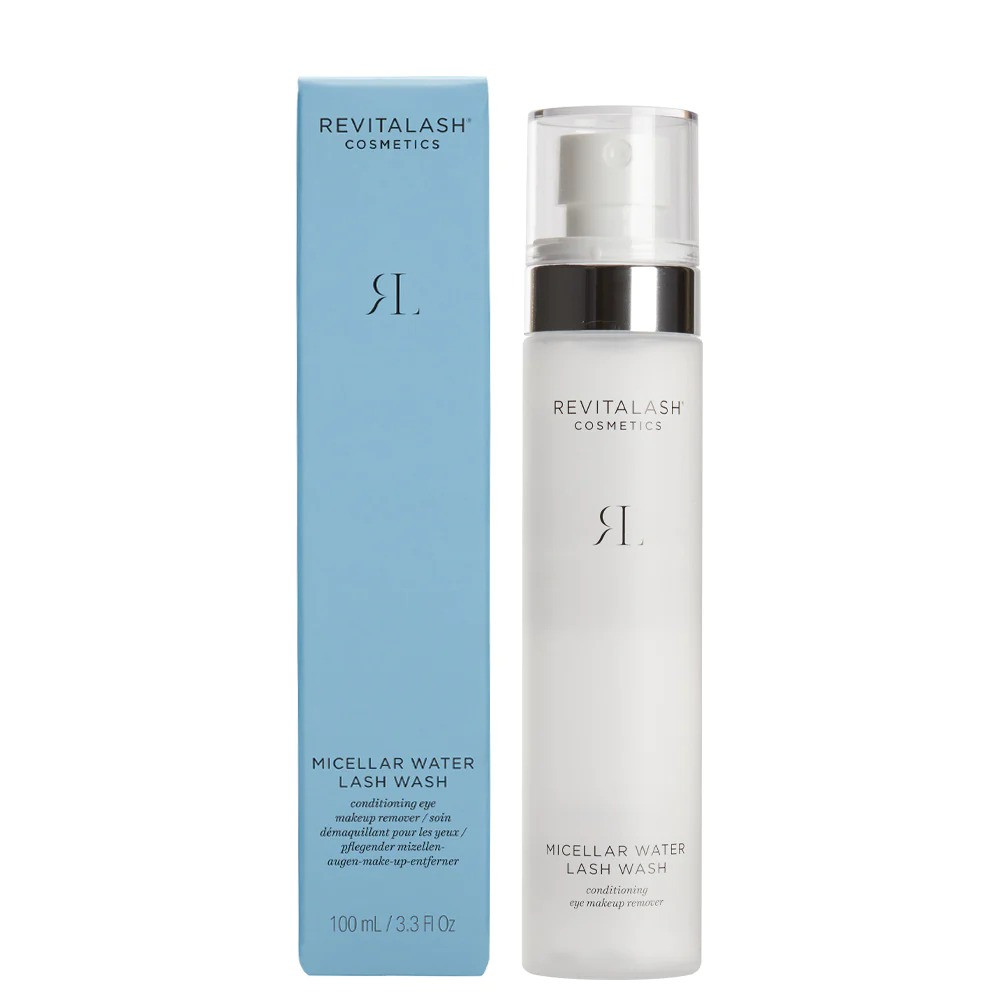 REVITALASH®
COSMETICS
RL
MICELLAR WATER
LASH WASH
conditioning eye
makeup remover / soin
démaquillant pour les yeux /
pflegender mizellen-
augen-make-up-entferner
100 mL / 3.3 Fl Oz
REVITALASH®
COSMETICS
RL
MICELLAR WATER
LASH WASH
conditioning
eye makeup remover